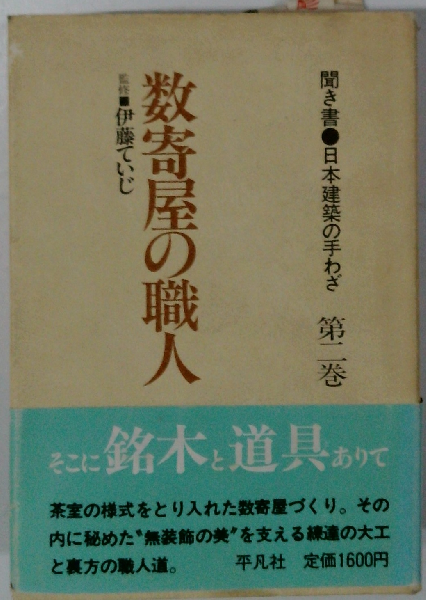 聞き書●日本建築の手わざ 第二巻
数寄屋の職人
監修■伊藤ていじ
そこに銘木と道具ありて
茶室の様式をとり入れた数寄屋づくり。その
内に秘めた〝無装飾の美〟を支える練達の大工
と裏方の職人道。 平凡社 定価1600円